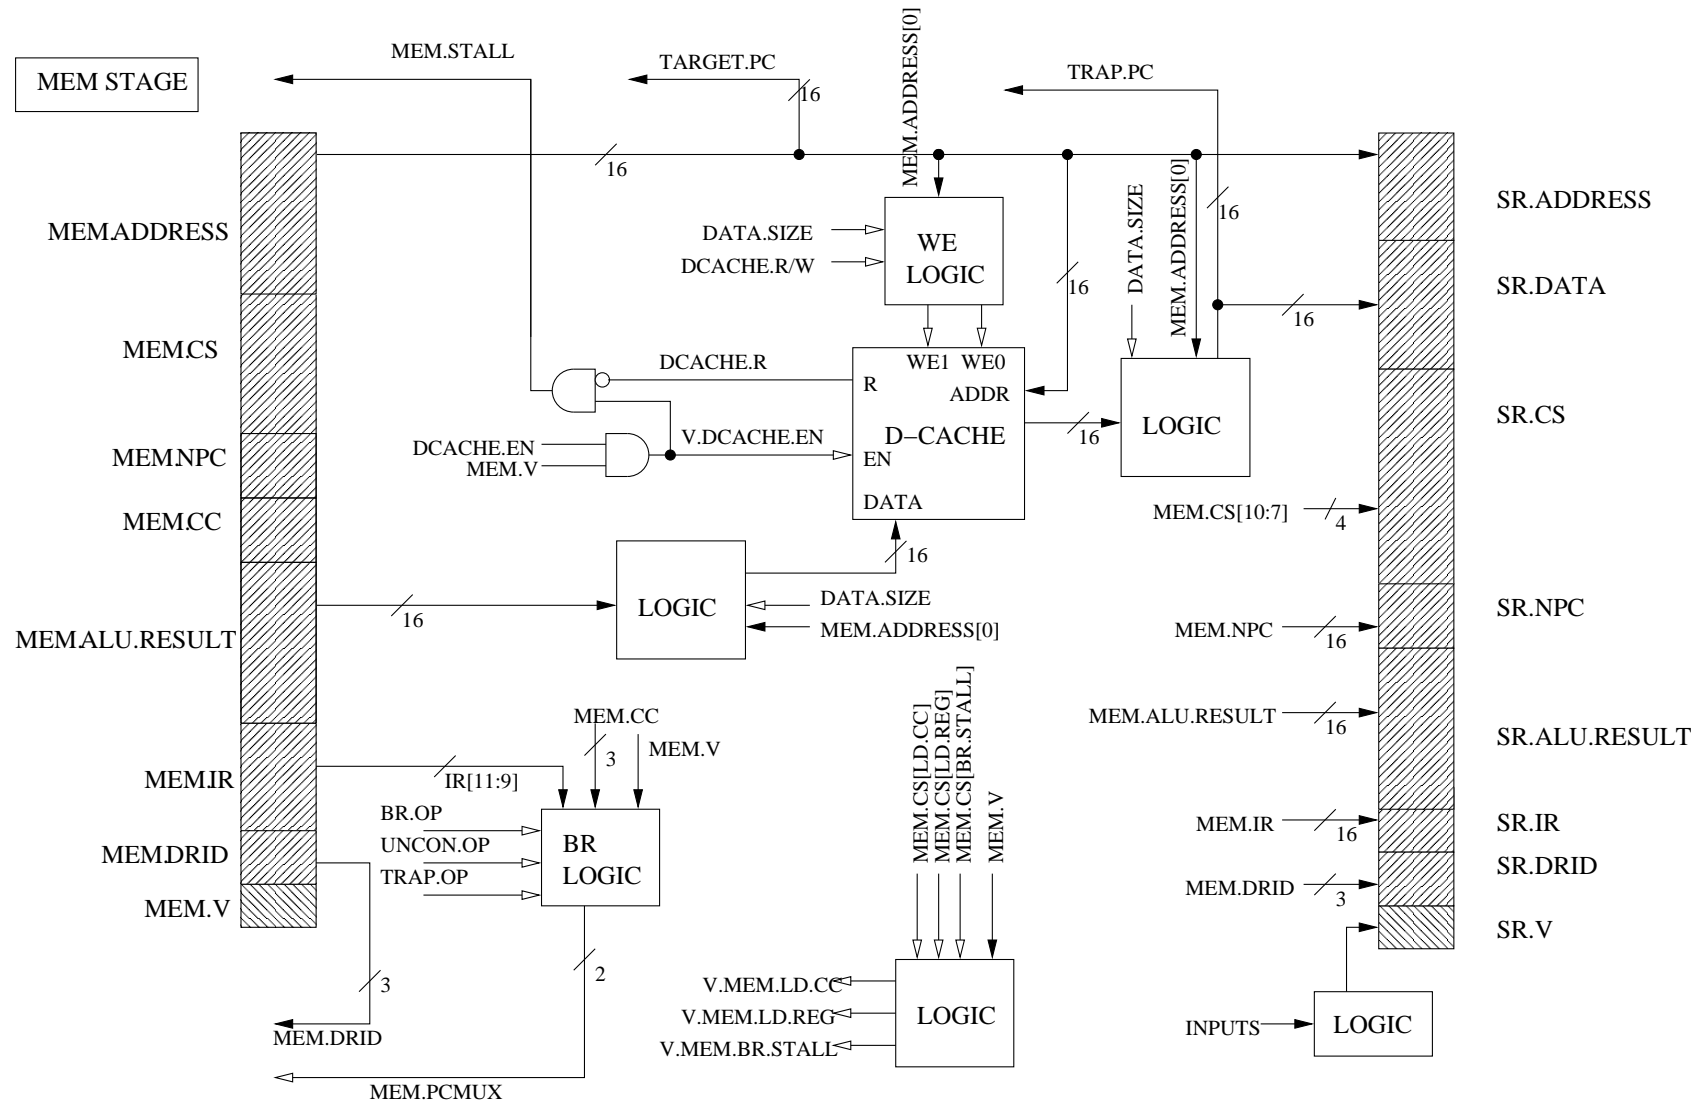 MEM STAGE
MEM.STALL
TARGET.PC
16
MEM.ADDRESS[0]
TRAP.PC
16
16
MEM.ADDRESS
MEM.CS
MEM.NPC
MEM.CC
MEM.ALU.RESULT
MEM.IR
MEM.DRID
MEM.V
DATA.SIZE
DCACHE.R/W
WE
LOGIC
16
DATA.SIZE
MEM.ADDRESS[0]
16
DCACHE.R
WE1 WE0
R
ADDR
D-CACHE
EN
DATA
16
LOGIC
DCACHE.EN
MEM.V
V.DCACHE.EN
16
16
LOGIC
16
DATA.SIZE
MEM.ADDRESS[0]
MEM.CC
3
MEM.V
IR[11:9]
BR.OP
UNCON.OP
TRAP.OP
BR
LOGIC
2
3
MEM.DRID
MEM.PCMUX
MEM.CS[LD.CC]
MEM.CS[LD.REG]
MEM.CS[BR.STALL]
MEM.V
V.MEM.LD.CC
V.MEM.LD.REG
V.MEM.BR.STALL
LOGIC
MEM.CS[10:7]
4
MEM.NPC
16
MEM.ALU.RESULT
16
MEM.IR
16
MEM.DRID
3
INPUTS
LOGIC
SR.ADDRESS
SR.DATA
SR.CS
SR.NPC
SR.ALU.RESULT
SR.IR
SR.DRID
SR.V